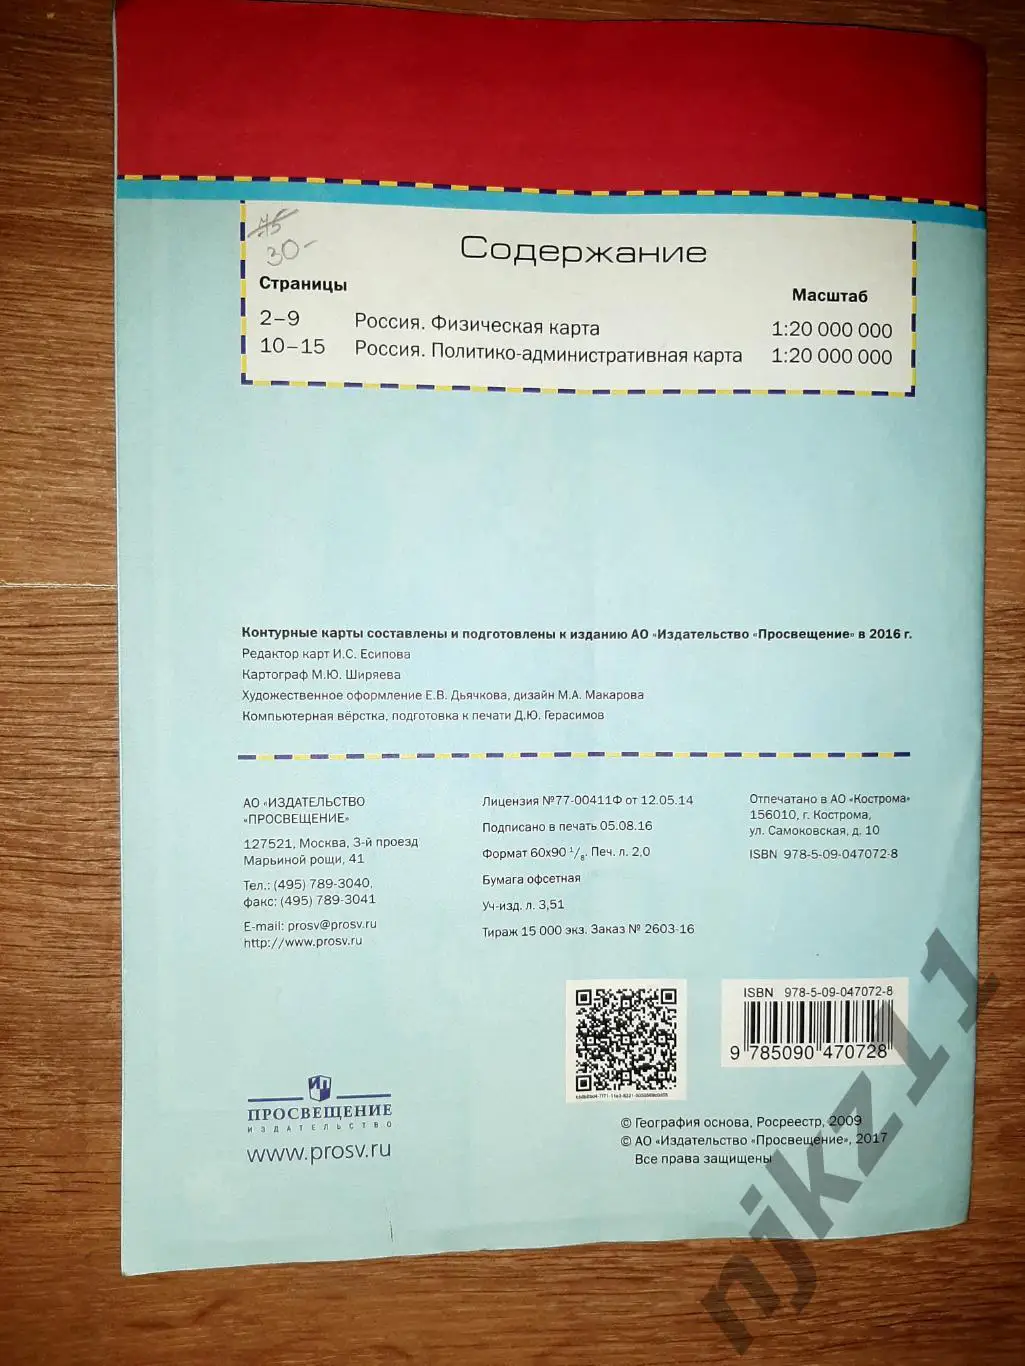 75
30-
Содержание
Страницы Масштаб
2–9 Россия. Физическая карта 1:20 000 000
10–15 Россия. Политико-административная карта 1:20 000 000
Контурные карты составлены и подготовлены к изданию АО «Издательство «Просвещение» в 2016 г.
Редактор карт И.С. Есипова
Картограф М.Ю. Ширяева
Художественное оформление Е.В. Дьячкова, дизайн М.А. Макарова
Компьютерная вёрстка, подготовка к печати Д.Ю. Герасимов
АО «ИЗДАТЕЛЬСТВО
«ПРОСВЕЩЕНИЕ»
127521, Москва, 3-й проезд
Марьиной рощи, 41
Тел.: (495) 789-3040,
факс: (495) 789-3041
E-mail: prosv@prosv.ru
http://www.prosv.ru
Лицензия №77-00411Ф от 12.05.14
Подписано в печать 05.08.16
Формат 60х90 1/8. Печ. л. 2,0
Бумага офсетная
Уч-изд. л. 3,51
Тираж 15 000 экз. Заказ № 2603-16
Отпечатано в АО «Кострома»
156010, г. Кострома,
ул. Самоковская, д. 10
ISBN 978-5-09-047072-8
ISBN 978-5-09-047072-8
9 785090 470728
ПРОСВЕЩЕНИЕ
ИЗДАТЕЛЬСТВО
www.prosv.ru
© География основа, Росреестр, 2009
© АО «Издательство «Просвещение», 2017
Все права защищены
njkz11